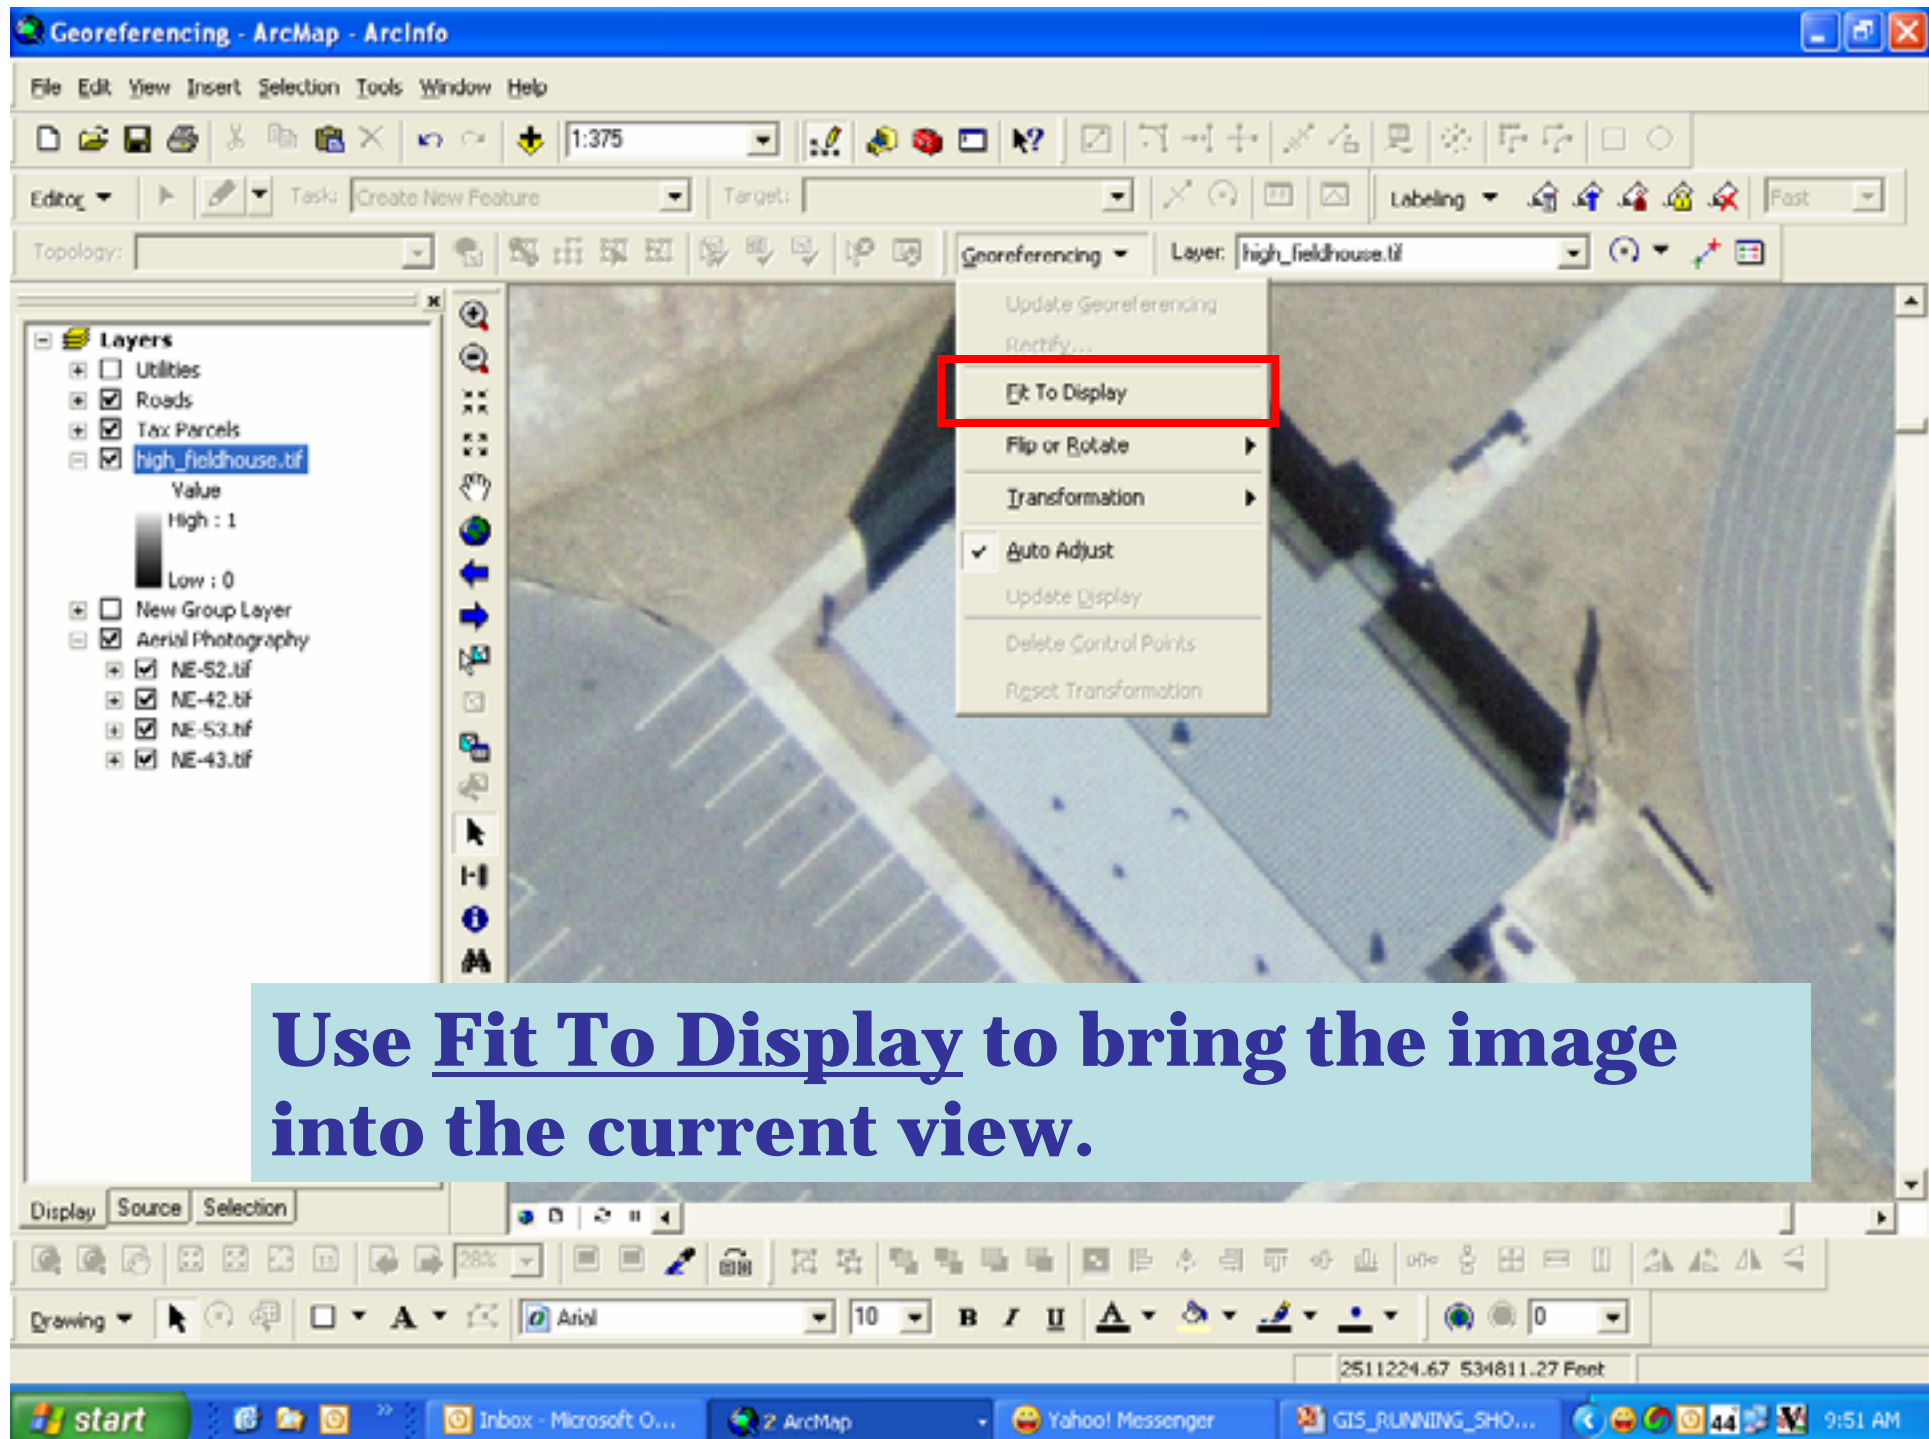 Georeferencing - ArcMap - ArcInfo
File Edit View Insert Selection Tools Window Help
1:375
Editor Task: Create New Feature Target: Labeling Fast
Topology: Georeferencing Layer: high_fieldhouse.tif
Layers
Utilities
Roads
Tax Parcels
high_fieldhouse.tif
Value
High : 1
Low : 0
New Group Layer
Aerial Photography
NE-52.tif
NE-42.tif
NE-53.tif
NE-43.tif
Update Georeferencing
Rectify...
Fit To Display
Flip or Rotate
Transformation
Auto Adjust
Update Display
Delete Control Points
Reset Transformation
Use Fit To Display to bring the image
into the current view.
Display Source Selection
28%
Drawing A Arial 10 B I U A 0
2511224.67 534811.27 Feet
start Inbox - Microsoft O... 2 ArcMap Yahoo! Messenger GIS_RUNNING_SHO... 44 9:51 AM